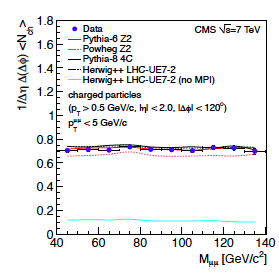 CMS √s=7 TeV
Data
Pythia-6 Z2
Powheg Z2
Pythia-8 4C
Herwig++ LHC-UE7-2
Herwig++ LHC-UE7-2 (no MPI)
charged particles
(p_T > 0.5 GeV/c, |η| < 2.0, |Δφ| < 120°)
p_T^μμ < 5 GeV/c
1/Δη Δ(Δφ) <N_ch>
1.8
1.6
1.4
1.2
1
0.8
0.6
0.4
0.2
0
40 60 80 100 120 140
M_μμ [GeV/c²]